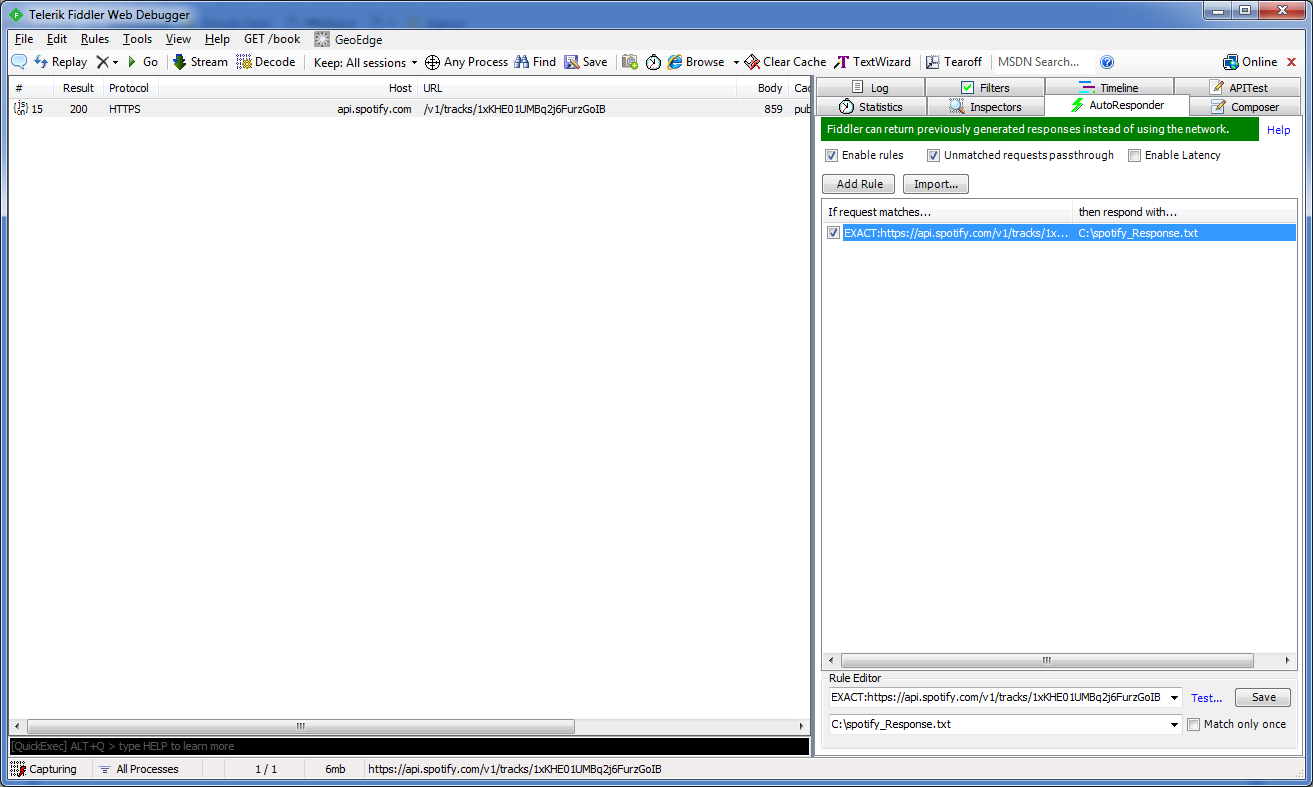 Telerik Fiddler Web Debugger
File Edit Rules Tools View Help GET /book GeoEdge
Replay Go Stream Decode Keep: All sessions Any Process Find Save Browse Clear Cache TextWizard Tearoff MSDN Search... Online
# Result Protocol Host URL Body Cac
15 200 HTTPS api.spotify.com /v1/tracks/1xKHE01UMBq2j6FurzGoIB 859 pub
Log Filters Timeline APITest
Statistics Inspectors AutoResponder Composer
Fiddler can return previously generated responses instead of using the network. Help
Enable rules Unmatched requests passthrough Enable Latency
Add Rule Import...
If request matches... then respond with...
EXACT:https://api.spotify.com/v1/tracks/1x... C:\spotify_Response.txt
Rule Editor
EXACT:https://api.spotify.com/v1/tracks/1xKHE01UMBq2j6FurzGoIB Test... Save
C:\spotify_Response.txt Match only once
[QuickExec] ALT+Q > type HELP to learn more
Capturing All Processes 1 / 1 6mb https://api.spotify.com/v1/tracks/1xKHE01UMBq2j6FurzGoIB